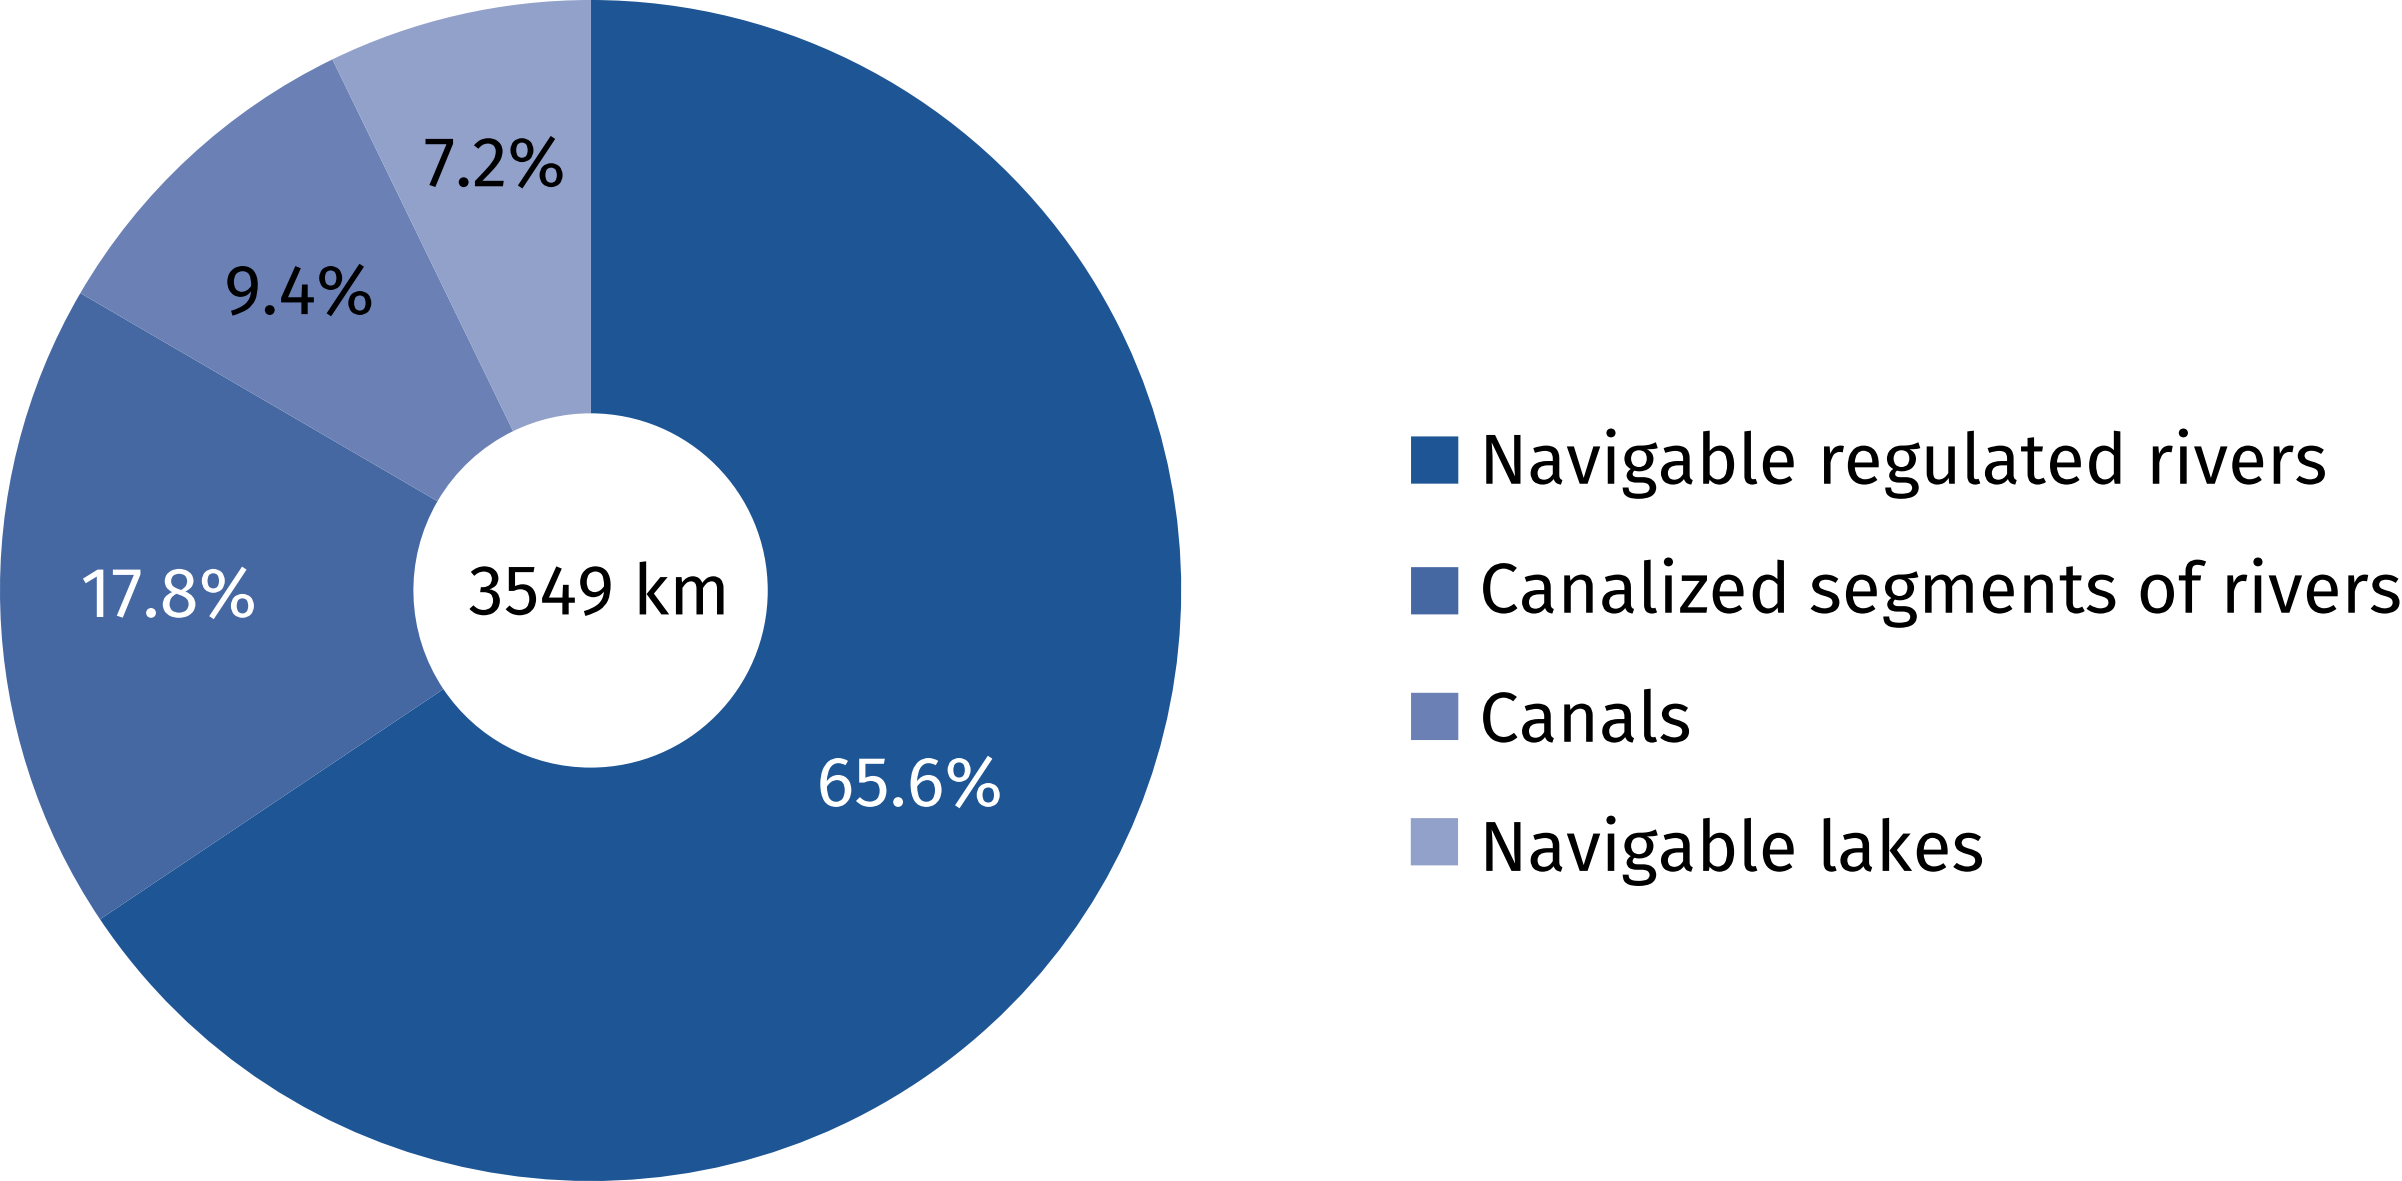 7.2%
9.4%
17.8%
3549 km
65.6%
Navigable regulated rivers
Canalized segments of rivers
Canals
Navigable lakes